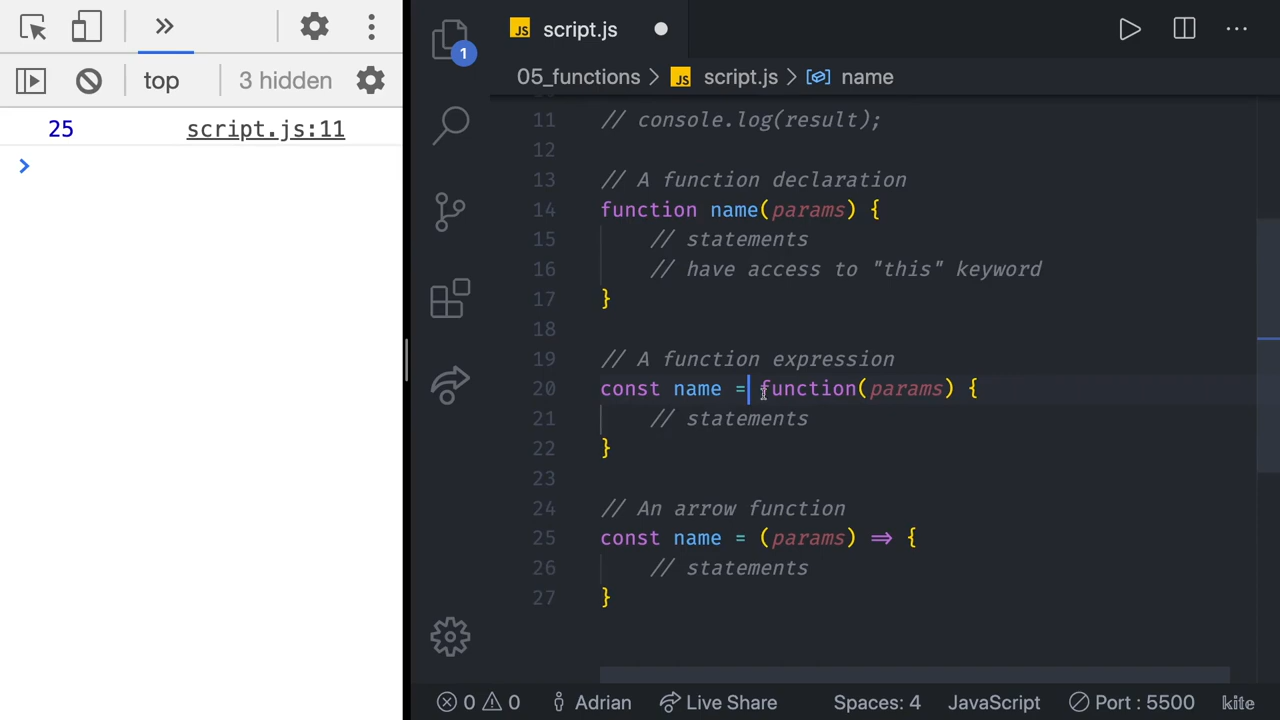 top
3 hidden
25 script.js:11
>
1
JS script.js
05_functions > JS script.js > name
11 // console.log(result);
12
13 // A function declaration
14 function name(params) {
15 // statements
16 // have access to "this" keyword
17 }
18
19 // A function expression
20 const name = function(params) {
21 // statements
22 }
23
24 // An arrow function
25 const name = (params) => {
26 // statements
27 }
0 0 Adrian Live Share Spaces: 4 JavaScript Port : 5500 kite